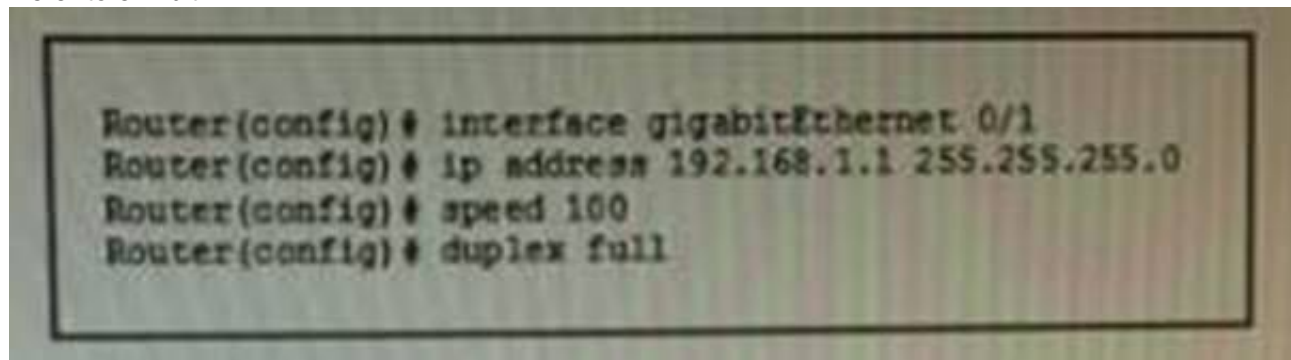 Router(config)# interface gigabitEthernet 0/1
Router(config)# ip address 192.168.1.1 255.255.255.0
Router(config)# speed 100
Router(config)# duplex full